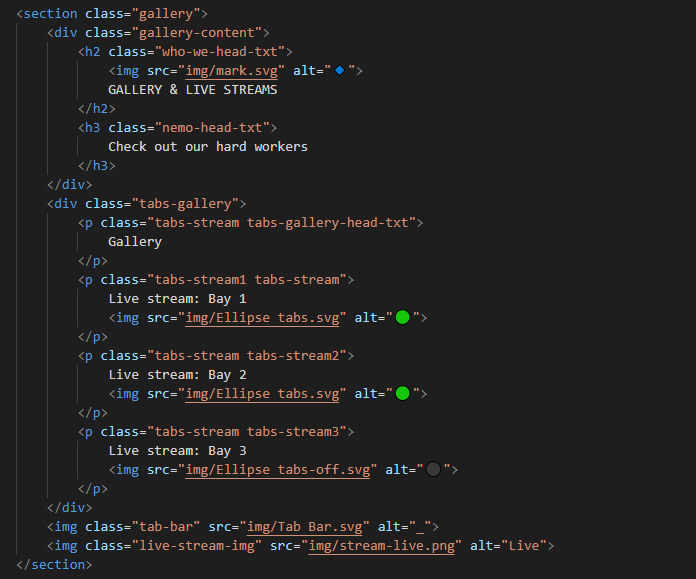 <section class="gallery">
<div class="gallery-content">
<h2 class="who-we-head-txt">
<img src="img/mark.svg" alt="🔹">
GALLERY & LIVE STREAMS
</h2>
<h3 class="nemo-head-txt">
Check out our hard workers
</h3>
</div>
<div class="tabs-gallery">
<p class="tabs-stream tabs-gallery-head-txt">
Gallery
</p>
<p class="tabs-stream1 tabs-stream">
Live stream: Bay 1
<img src="img/Ellipse tabs.svg" alt="🟢">
</p>
<p class="tabs-stream tabs-stream2">
Live stream: Bay 2
<img src="img/Ellipse tabs.svg" alt="🟢">
</p>
<p class="tabs-stream tabs-stream3">
Live stream: Bay 3
<img src="img/Ellipse tabs-off.svg" alt="⚫">
</p>
</div>
<img class="tab-bar" src="img/Tab Bar.svg" alt="_">
<img class="live-stream-img" src="img/stream-live.png" alt="Live">
</section>